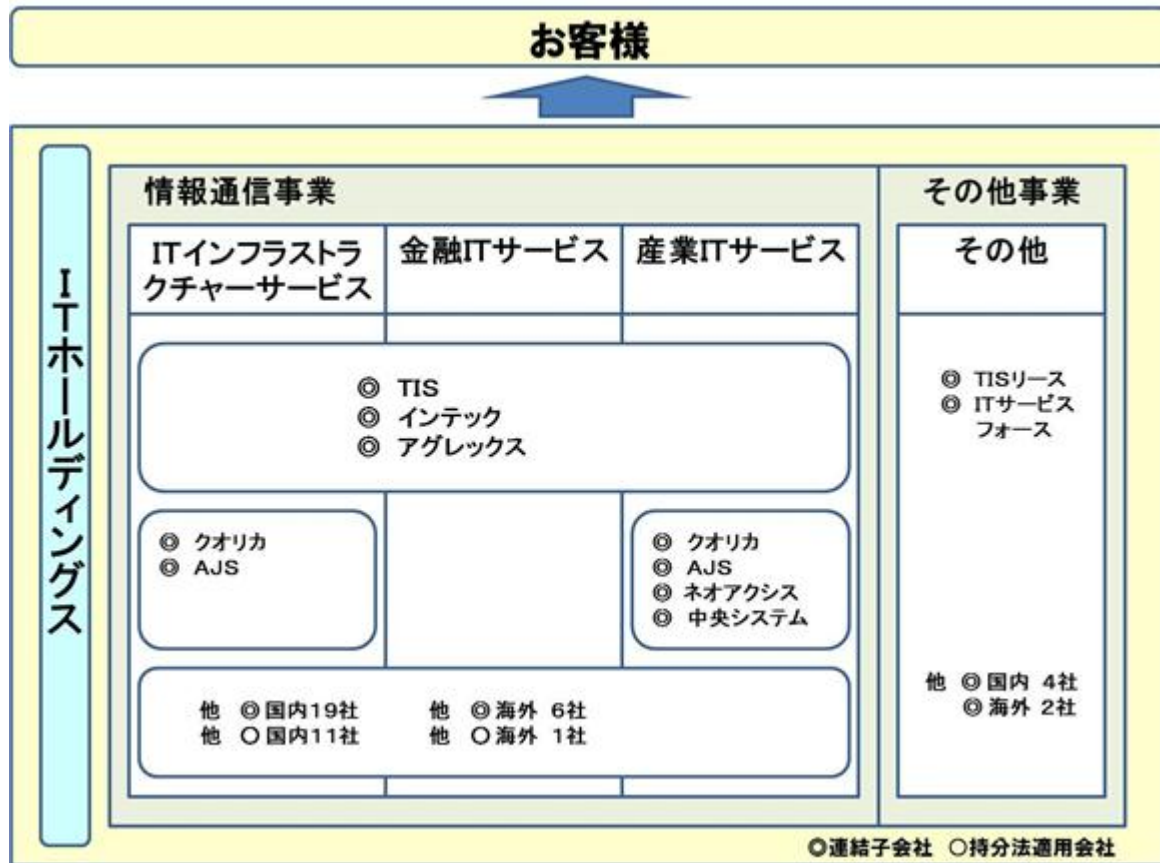 お客様
ITホールディングス
情報通信事業
その他事業
ITインフラストラ
クチャーサービス
金融ITサービス
産業ITサービス
その他
◎ TIS
◎ インテック
◎ アグレックス
◎ TISリース
◎ ITサービス
フォース
◎ クオリカ
◎ AJS
◎ クオリカ
◎ AJS
◎ ネオアクシス
◎ 中央システム
他 ◎国内19社 他 ◎海外 6社
他 ○国内11社 他 ○海外 1社
他 ◎国内 4社
◎海外 2社
◎連結子会社 ○持分法適用会社